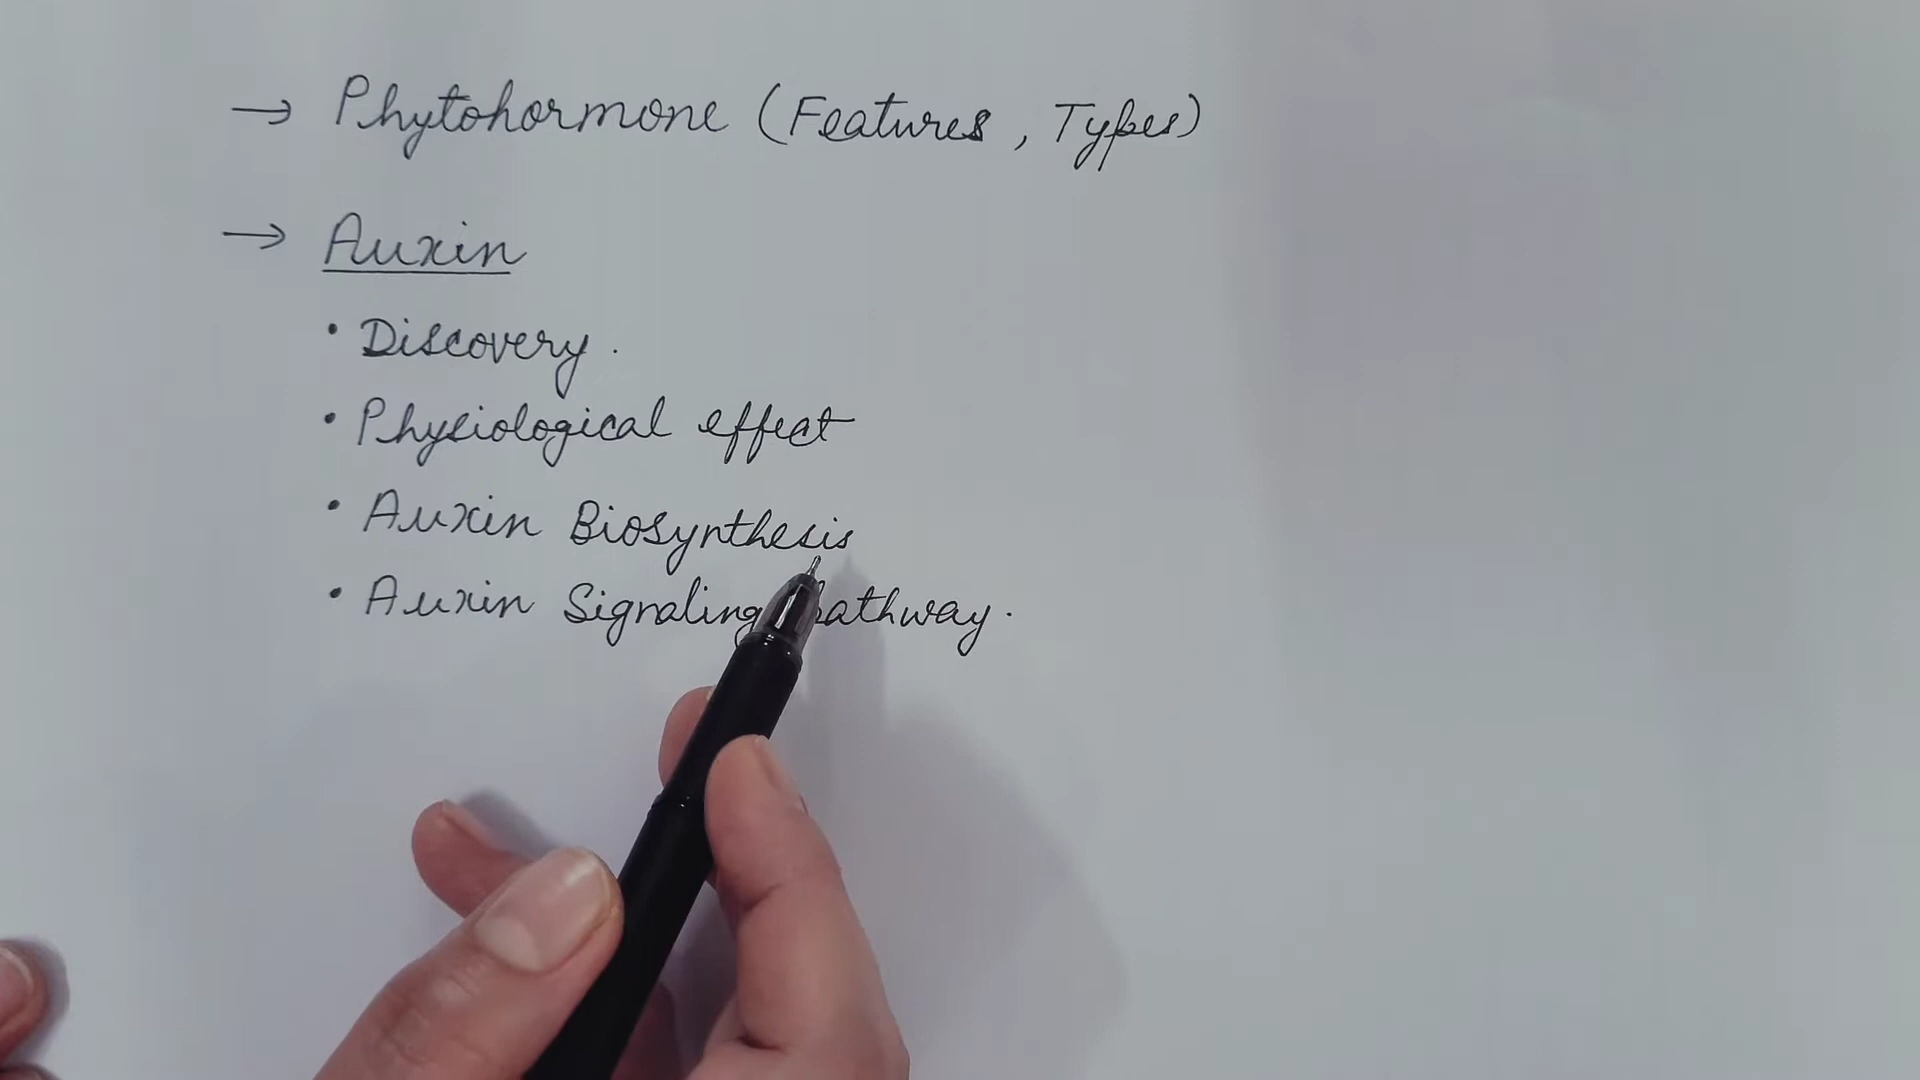 → Phytohormone (Features, Types)
→ Auxin
• Discovery.
• Physiological effect
• Auxin Biosynthesis
• Auxin Signaling pathway.